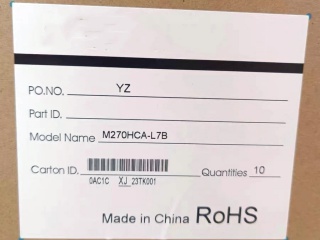 PO.NO. YZ
Part ID.
Model Name M270HCA-L7B
Carton ID. Quantities 10
0AC1C XJ 23TK001
Made in China RoHS